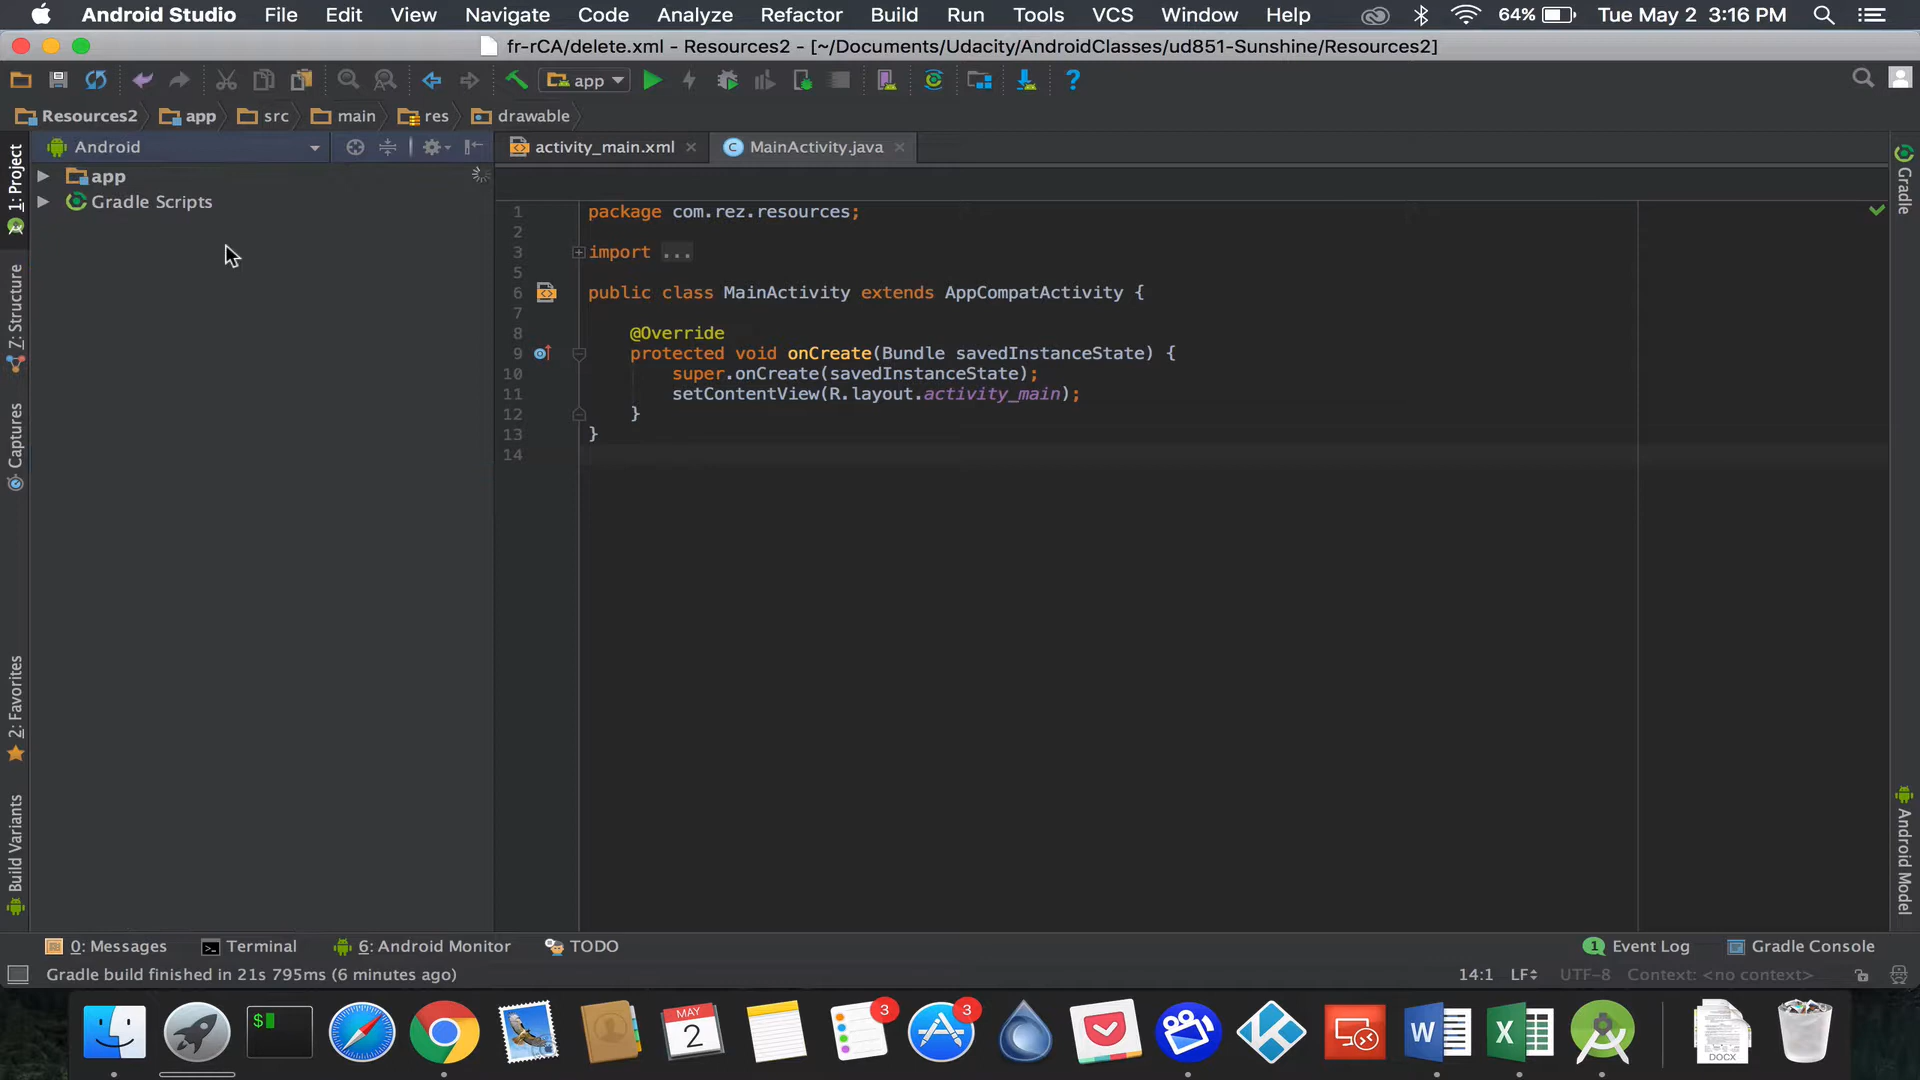 Android Studio File Edit View Navigate Code Analyze Refactor Build Run Tools VCS Window Help 64% Tue May 2 3:16 PM
fr-rCA/delete.xml - Resources2 - [~/Documents/Udacity/AndroidClasses/ud851-Sunshine/Resources2]
app
Resources2 app src main res drawable
Android
activity_main.xml
MainActivity.java
app
Gradle Scripts
1: Project
7: Structure
Captures
2: Favorites
Build Variants
1 package com.rez.resources;
2
3 import ...
5
6 public class MainActivity extends AppCompatActivity {
7
8 @Override
9 protected void onCreate(Bundle savedInstanceState) {
10 super.onCreate(savedInstanceState);
11 setContentView(R.layout.activity_main);
12 }
13 }
14
Gradle
Android Model
0: Messages Terminal 6: Android Monitor TODO 1 Event Log Gradle Console
Gradle build finished in 21s 795ms (6 minutes ago) 14:1 LF UTF-8 Context: <no context>
$
MAY
2
3
3
W
X
DOCX